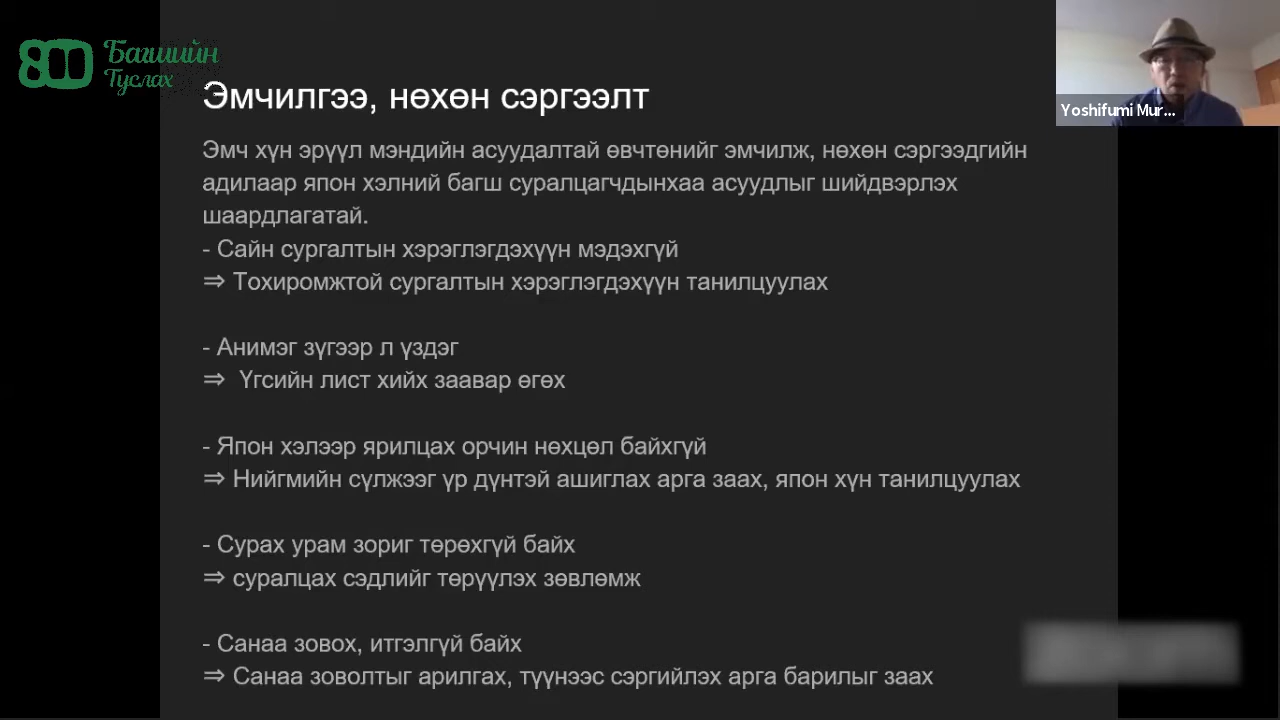 800 Багшийн
Туслах
Yoshifumi Mur...
Эмчилгээ, нөхөн сэргээлт
Эмч хүн эрүүл мэндийн асуудалтай өвчтөнийг эмчилж, нөхөн сэргээдгийн
адилаар япон хэлний багш суралцагчдынхаа асуудлыг шийдвэрлэх
шаардлагатай.
- Сайн сургалтын хэрэглэгдэхүүн мэдэхгүй
⇒ Тохиромжтой сургалтын хэрэглэгдэхүүн танилцуулах
- Анимэг зүгээр л үздэг
⇒ Үгсийн лист хийх заавар өгөх
- Япон хэлээр ярилцах орчин нөхцөл байхгүй
⇒ Нийгмийн сүлжээг үр дүнтэй ашиглах арга заах, япон хүн танилцуулах
- Сурах урам зориг төрөхгүй байх
⇒ суралцах сэдлийг төрүүлэх зөвлөмж
- Санаа зовох, итгэлгүй байх
⇒ Санаа зоволтыг арилгах, түүнээс сэргийлэх арга барилыг заах